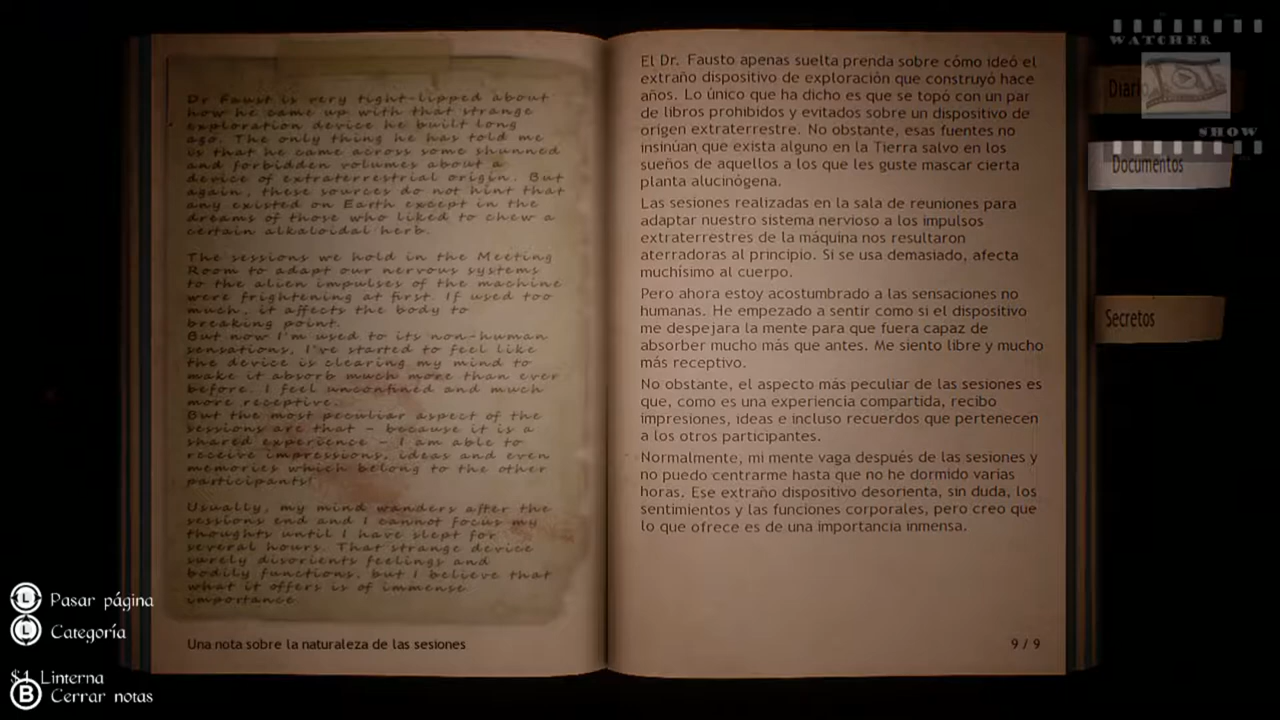 Dr Faust is very tight-lipped about
how he came up with that strange
exploration device he built long
ago. The only thing he has told me
is that he came across some shunned
and forbidden volumes about a
device of extraterrestrial origin. But
again, these sources do not hint that
any existed on Earth except in the
dreams of those who liked to chew a
certain alkaloidal herb.
The sessions we hold in the Meeting
Room to adapt our nervous systems
to the alien impulses of the machine
were frightening at first. If used too
much, it affects the body to
breaking point.
But now I'm used to its non-human
sensations, I've started to feel like
the device is clearing my mind to
make it absorb much more than ever
before. I feel unconfined and much
more receptive.
But the most peculiar aspect of the
sessions are that - because it is a
shared experience - I am able to
receive impressions, ideas and even
memories which belong to the other
participants!
Usually, my mind wanders after the
sessions end and I cannot focus my
thoughts until I have slept for
several hours. That strange device
surely disorients feelings and
bodily functions, but I believe that
what it offers is of immense
importance
Una nota sobre la naturaleza de las sesiones
El Dr. Fausto apenas suelta prenda sobre cómo ideó el
extraño dispositivo de exploración que construyó hace
años. Lo único que ha dicho es que se topó con un par
de libros prohibidos y evitados sobre un dispositivo de
origen extraterrestre. No obstante, esas fuentes no
insinúan que exista alguno en la Tierra salvo en los
sueños de aquellos a los que les guste mascar cierta
planta alucinógena.
Las sesiones realizadas en la sala de reuniones para
adaptar nuestro sistema nervioso a los impulsos
extraterrestres de la máquina nos resultaron
aterradoras al principio. Si se usa demasiado, afecta
muchísimo al cuerpo.
Pero ahora estoy acostumbrado a las sensaciones no
humanas. He empezado a sentir como si el dispositivo
me despejara la mente para que fuera capaz de
absorber mucho más que antes. Me siento libre y mucho
más receptivo.
No obstante, el aspecto más peculiar de las sesiones es
que, como es una experiencia compartida, recibo
impresiones, ideas e incluso recuerdos que pertenecen
a los otros participantes.
Normalmente, mi mente vaga después de las sesiones y
no puedo centrarme hasta que no he dormido varias
horas. Ese extraño dispositivo desorienta, sin duda, los
sentimientos y las funciones corporales, pero creo que
lo que ofrece es de una importancia inmensa.
9 / 9
WATCHER
Diario
SHOW
Documentos
Secretos
L Pasar página
L Categoría
$1 Linterna
B Cerrar notas